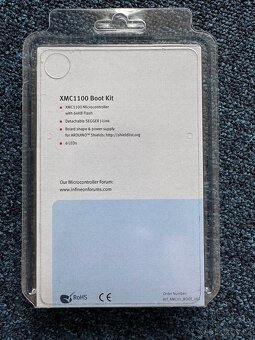 XMC1100 Boot Kit
XMC1100 Microcontroller
with 64KB Flash
Detachable SEGGER J-Link
Board shape & power supply
for ARDUINO™ Shields: http://shieldlist.org
6 LEDs
Our Microcontroller Forum:
www.infineonforums.com
RoHS
CE
Order Number:
KIT_XMC11_BOOT_001